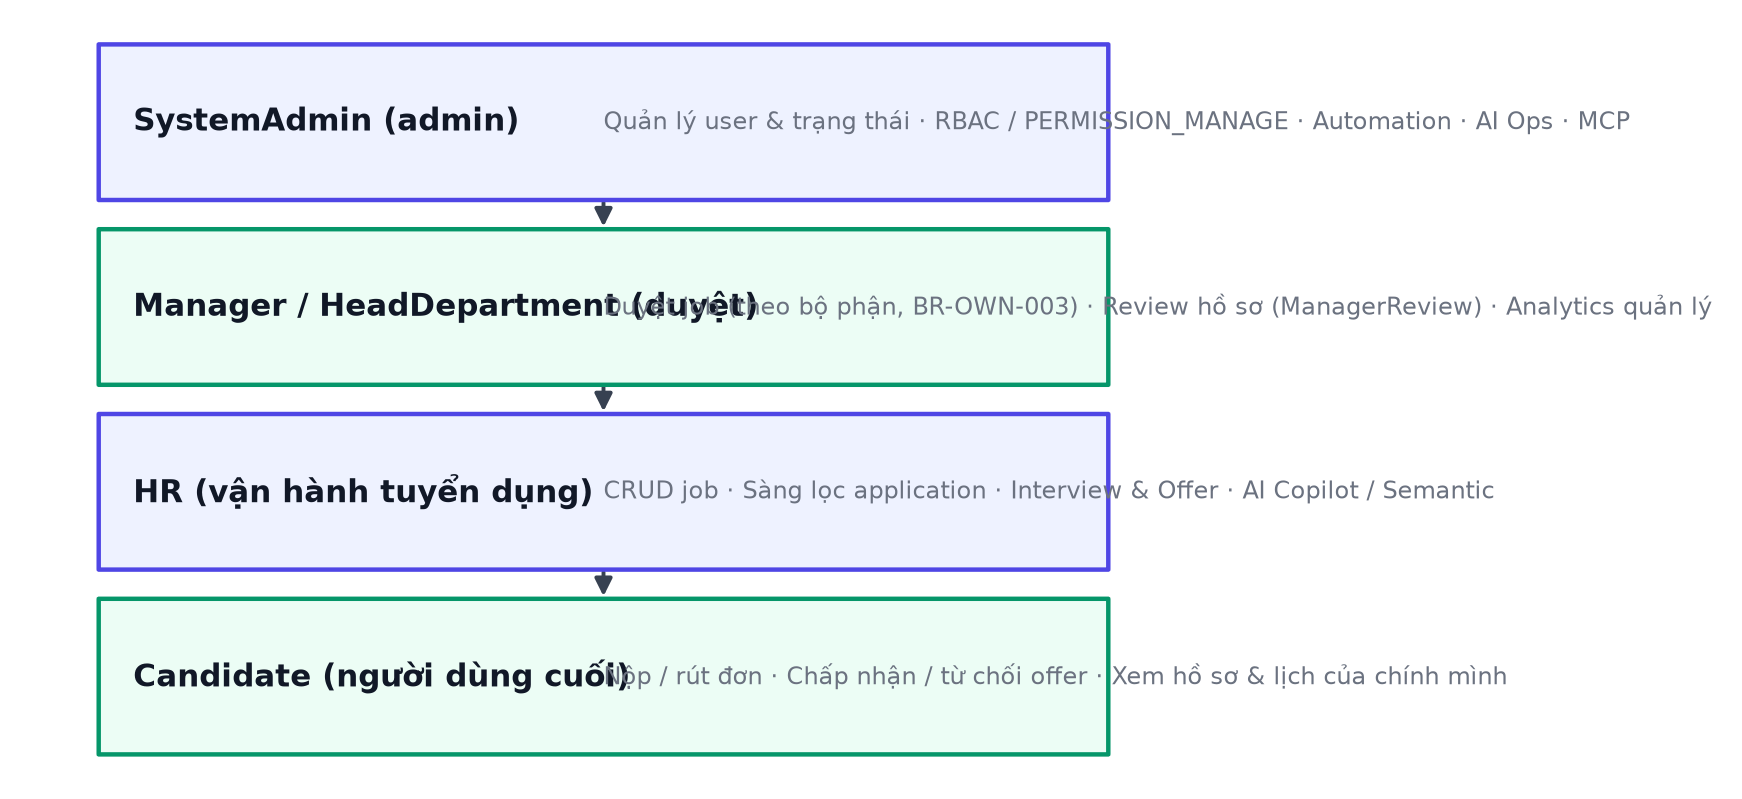 SystemAdmin (admin) Quản lý user & trạng thái · RBAC / PERMISSION_MANAGE · Automation · AI Ops · MCP
Manager / HeadDepartment (duyệt) Duyệt job (theo bộ phận, BR-OWN-003) · Review hồ sơ (ManagerReview) · Analytics quản lý
HR (vận hành tuyển dụng) CRUD job · Sàng lọc application · Interview & Offer · AI Copilot / Semantic
Candidate (người dùng cuối) Nộp / rút đơn · Chấp nhận / từ chối offer · Xem hồ sơ & lịch của chính mình